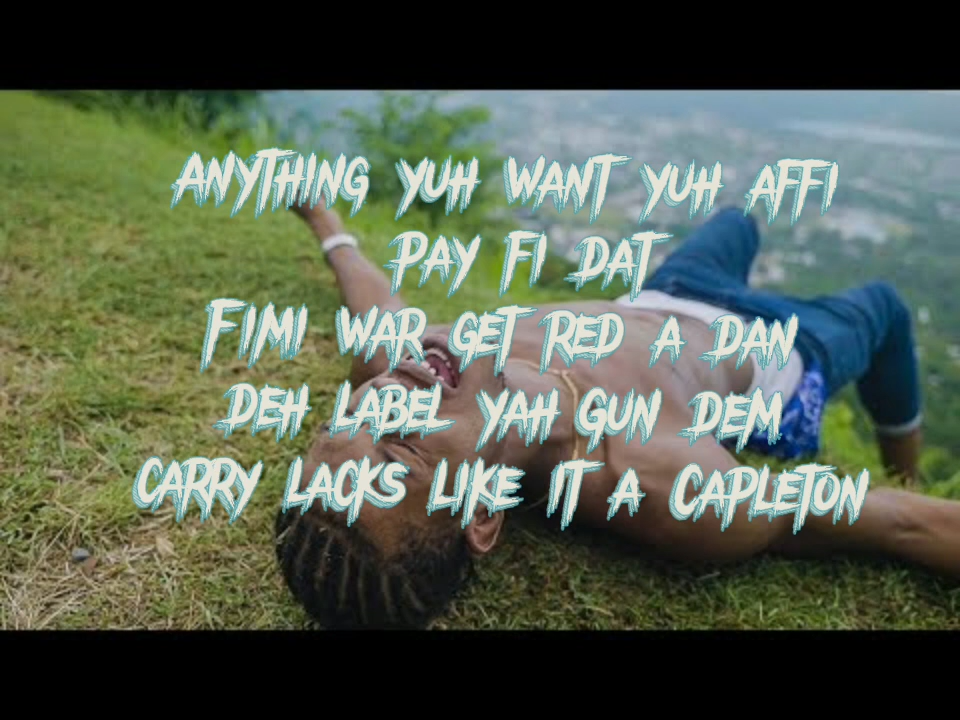 Anything yuh want yuh affi
Pay fi dat
Fimi war get red a dan
Deh label yah gun dem
carry lacks like it a Capleton